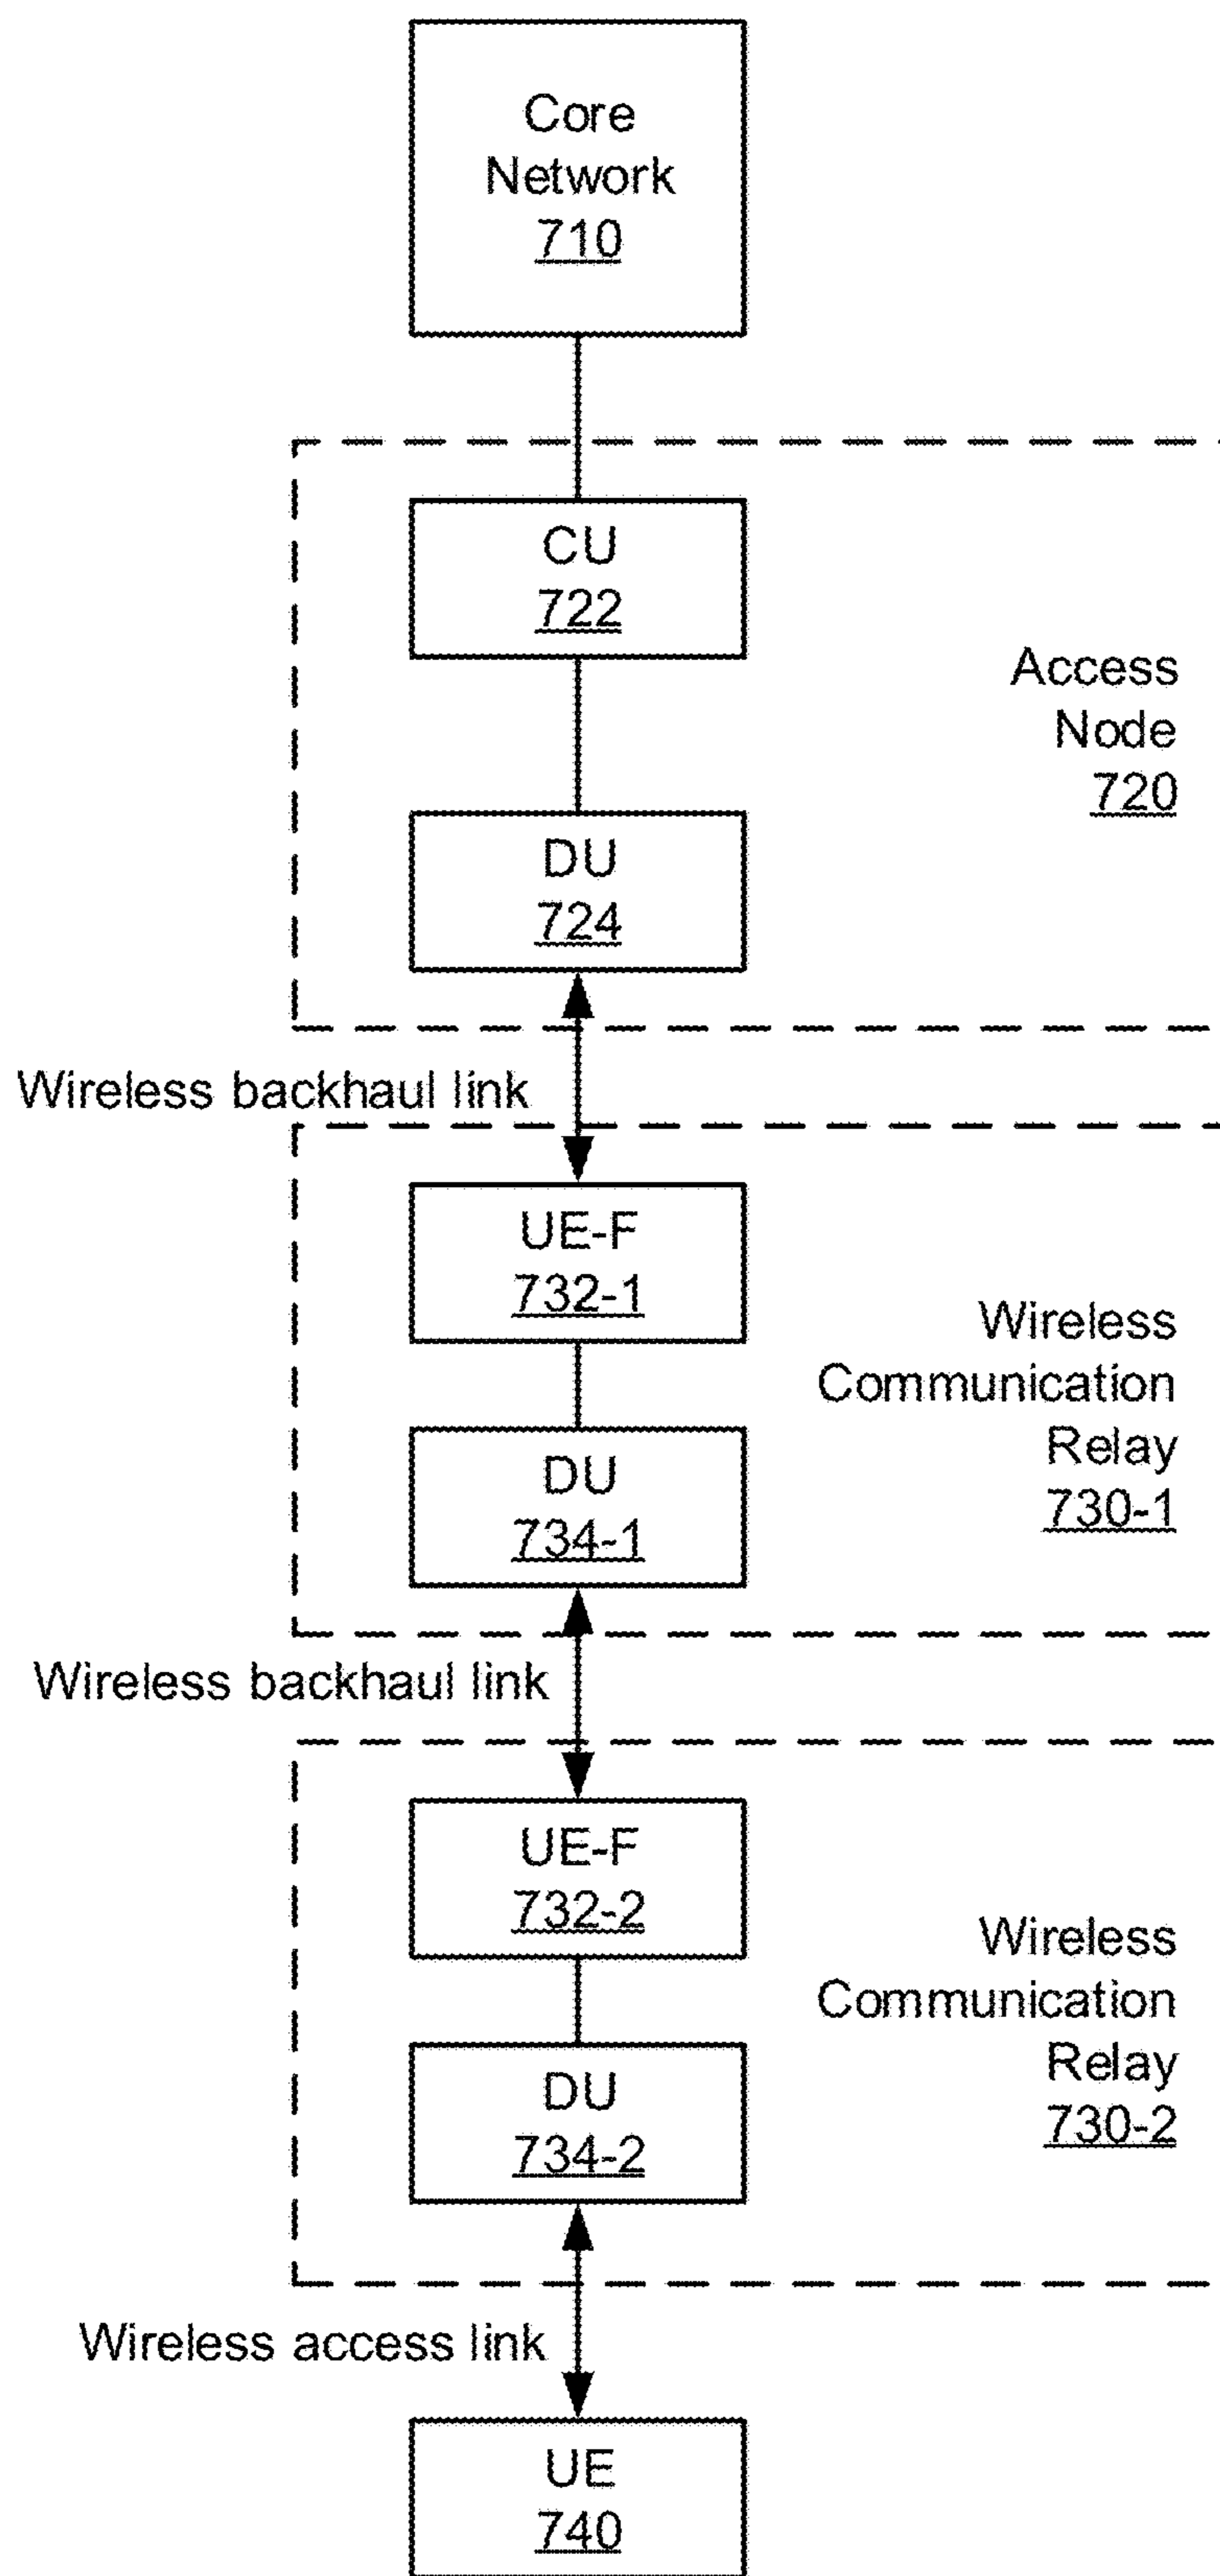 Core
Network
710
CU
722
Access
Node
720
DU
724
Wireless backhaul link
UE-F
732-1
Wireless
Communication
Relay
730-1
DU
734-1
Wireless backhaul link
UE-F
732-2
Wireless
Communication
Relay
730-2
DU
734-2
Wireless access link
UE
740